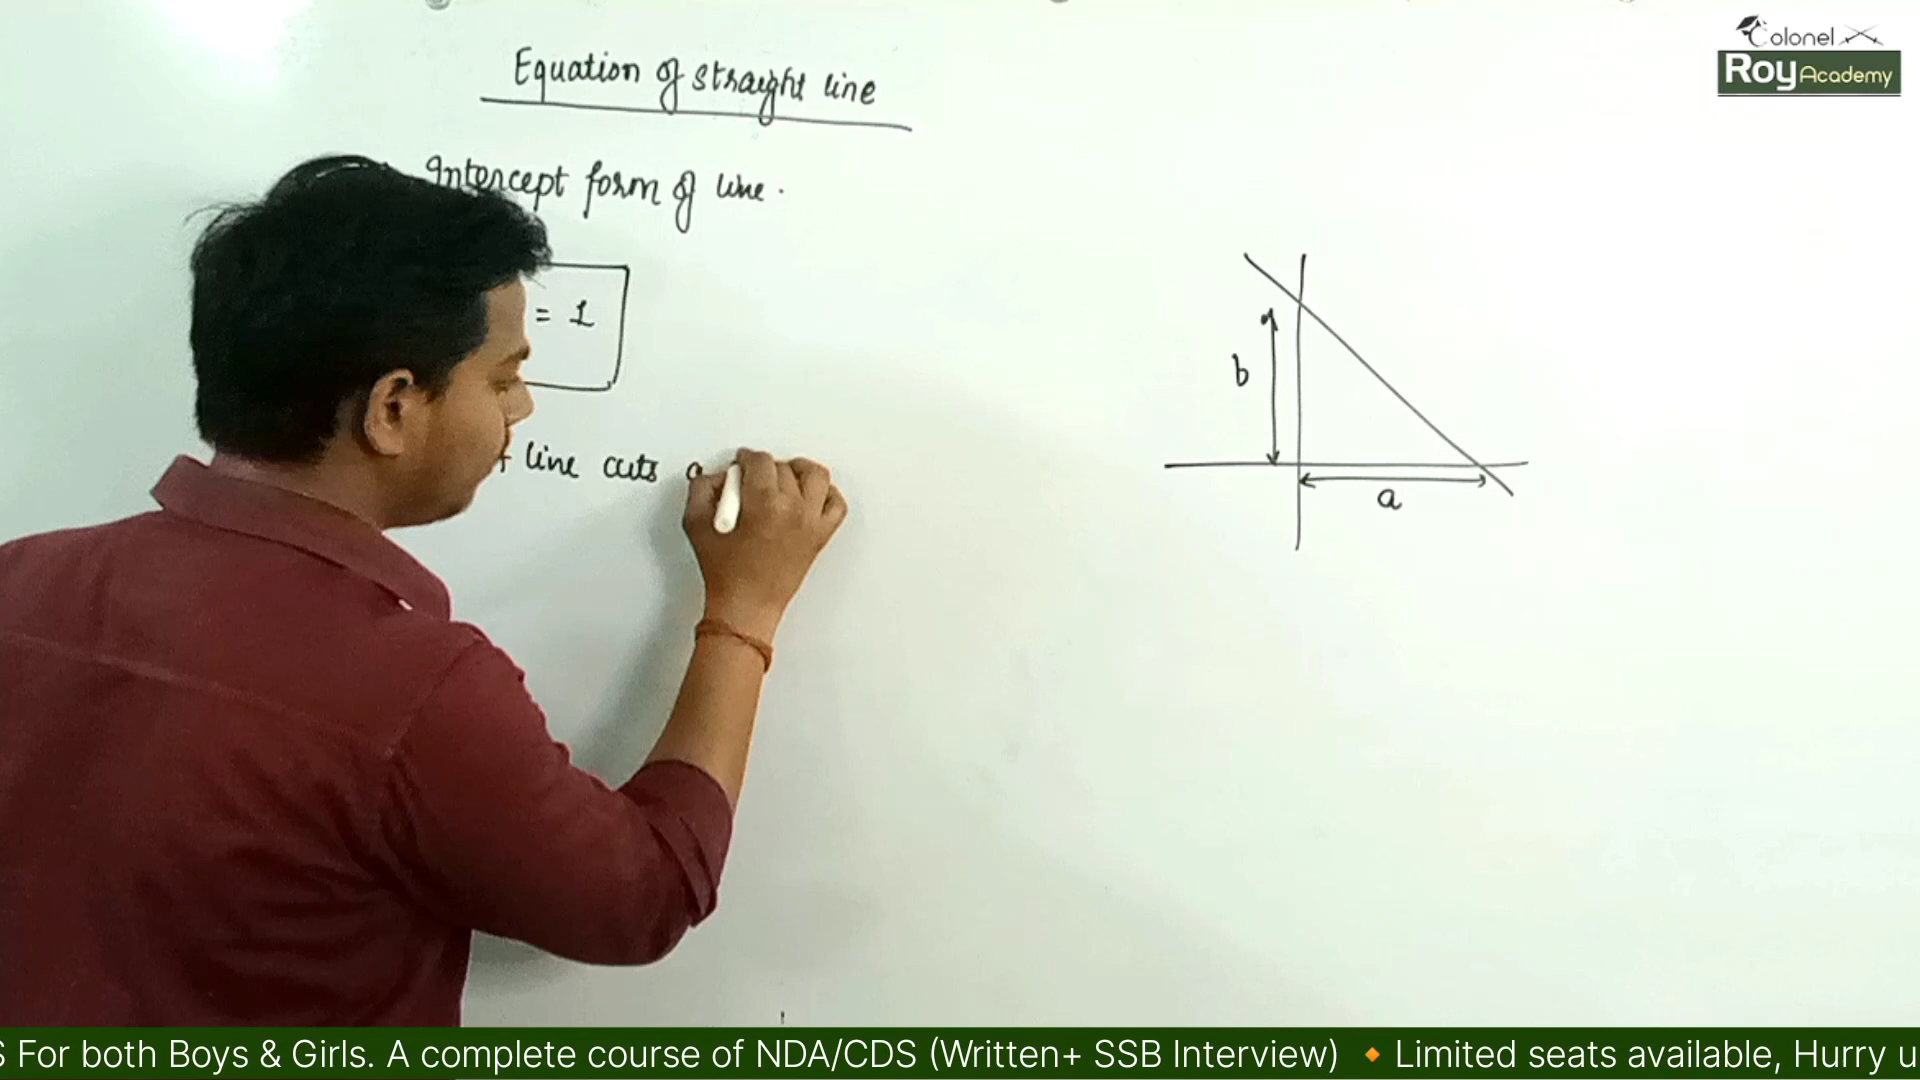 Equation of straight line
Intercept form of line.
= 1
line cuts a
b
a
Colonel
Roy Academy
S For both Boys & Girls. A complete course of NDA/CDS (Written+ SSB Interview) 🔸Limited seats available, Hurry u